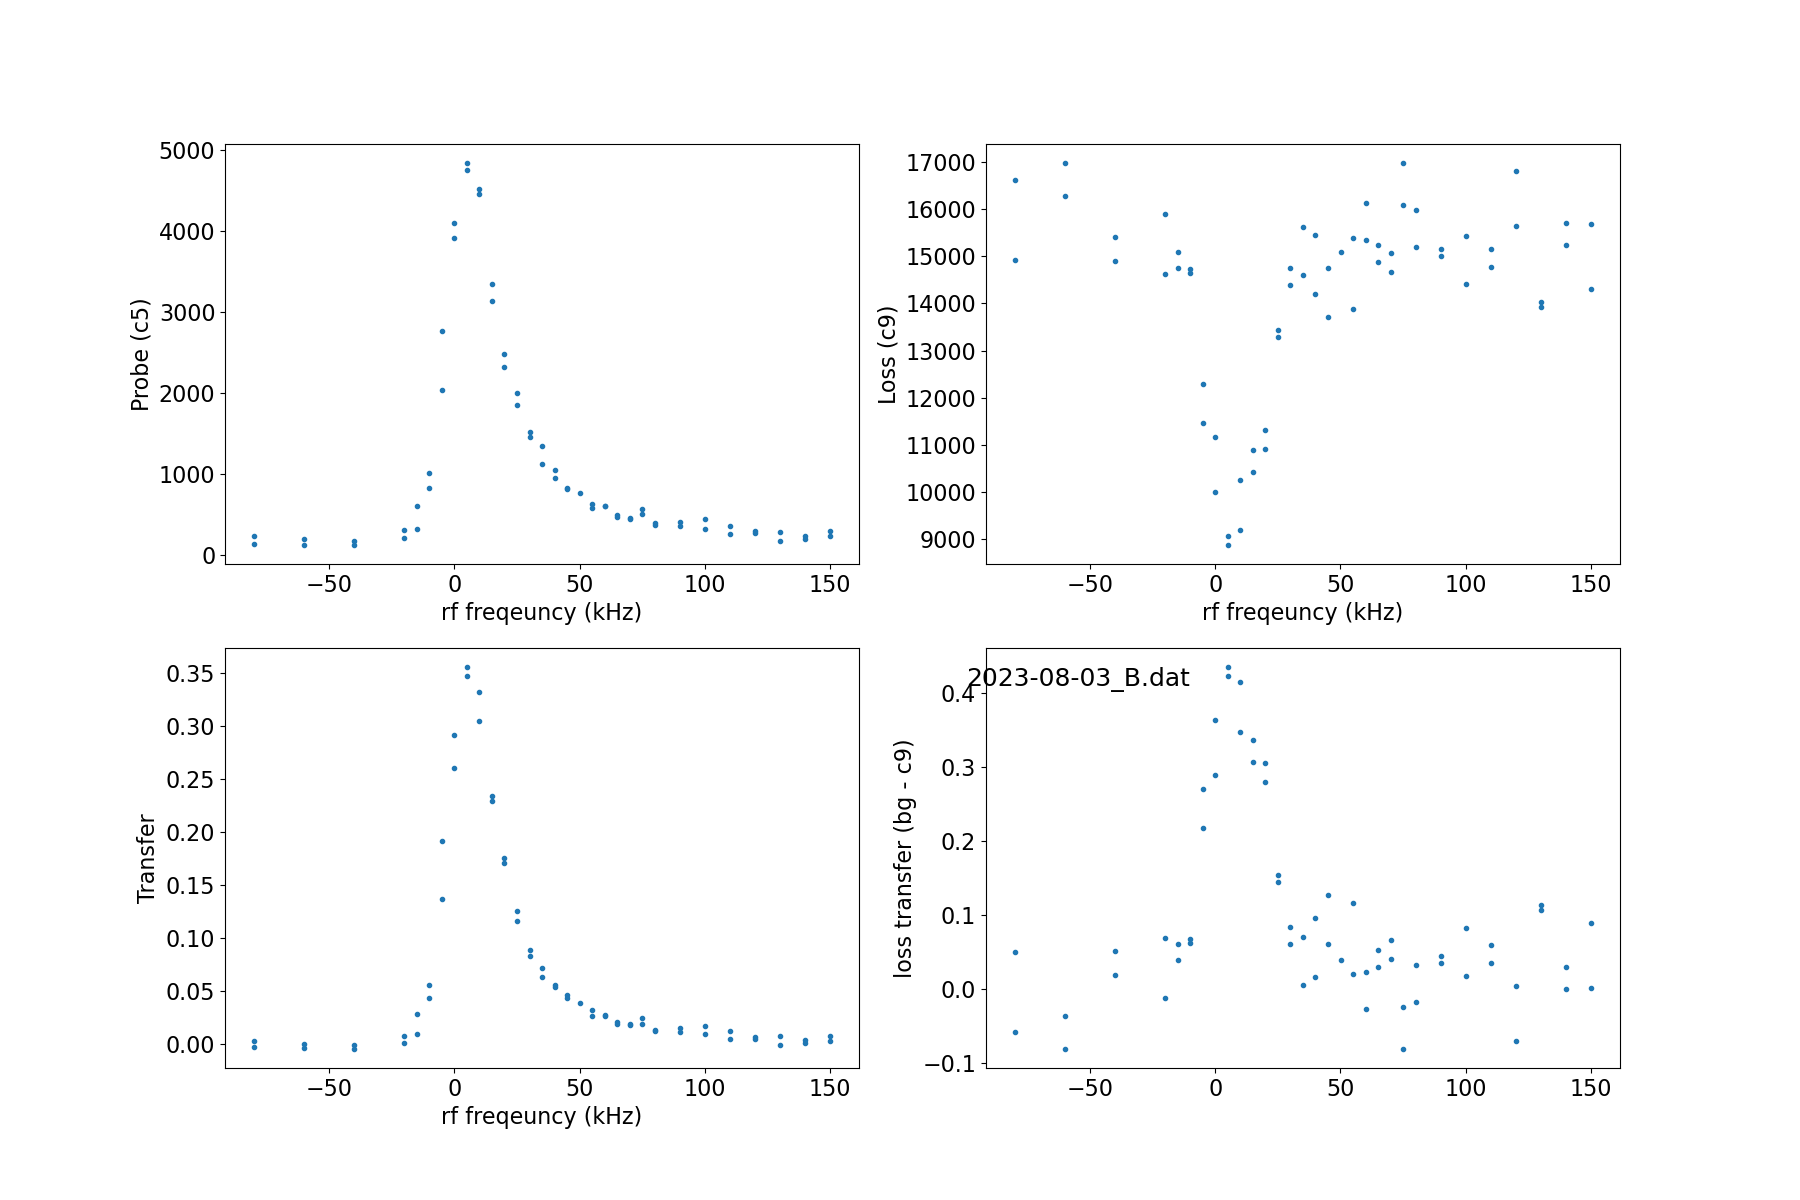 5000
4000
3000
2000
1000
0
Probe (c5)
−50 0 50 100 150
rf freqeuncy (kHz)
17000
16000
15000
14000
13000
12000
11000
10000
9000
Loss (c9)
−50 0 50 100 150
rf freqeuncy (kHz)
0.35
0.30
0.25
0.20
0.15
0.10
0.05
0.00
Transfer
−50 0 50 100 150
rf freqeuncy (kHz)
2023-08-03_B.dat
0.4
0.3
0.2
0.1
0.0
−0.1
loss transfer (bg - c9)
−50 0 50 100 150